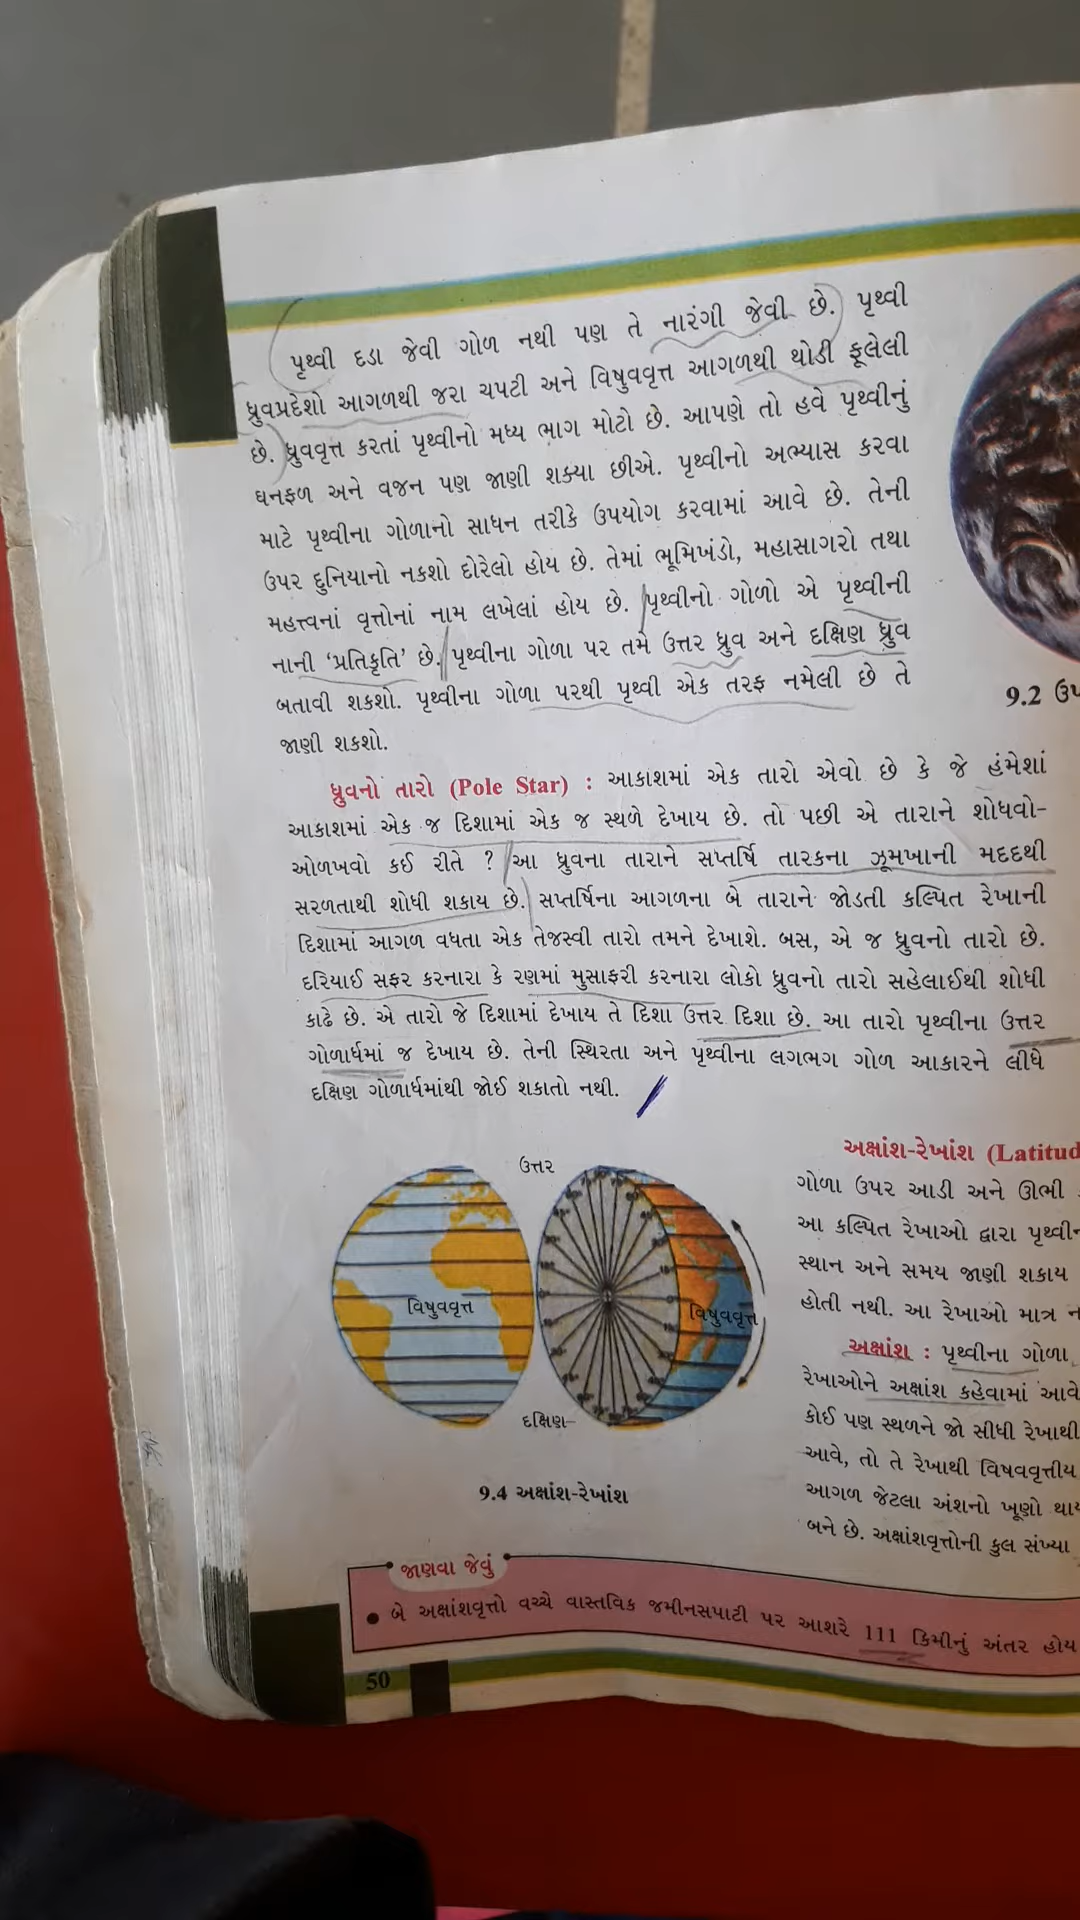 પૃથ્વી દડા જેવી ગોળ નથી પણ તે નારંગી જેવી છે. પૃથ્વી
ધ્રુવપ્રદેશો આગળથી જરા ચપટી અને વિષુવવૃત્ત આગળથી થોડી ફૂલેલી
છે. ધ્રુવવૃત્ત કરતાં પૃથ્વીનો મધ્ય ભાગ મોટો છે. આપણે તો હવે પૃથ્વીનું
ઘનફળ અને વજન પણ જાણી શક્યા છીએ. પૃથ્વીનો અભ્યાસ કરવા
માટે પૃથ્વીના ગોળાનો સાધન તરીકે ઉપયોગ કરવામાં આવે છે. તેની
ઉપર દુનિયાનો નકશો દોરેલો હોય છે. તેમાં ભૂમિખંડો, મહાસાગરો તથા
મહત્ત્વનાં વૃત્તોનાં નામ લખેલાં હોય છે. પૃથ્વીનો ગોળો એ પૃથ્વીની
નાની ‘પ્રતિકૃતિ’ છે. પૃથ્વીના ગોળા પર તમે ઉત્તર ધ્રુવ અને દક્ષિણ ધ્રુવ
બતાવી શકશો. પૃથ્વીના ગોળા પરથી પૃથ્વી એક તરફ નમેલી છે તે
જાણી શકશો.
9.2
ધ્રુવનો તારો (Pole Star) : આકાશમાં એક તારો એવો છે કે જે હંમેશાં
આકાશમાં એક જ દિશામાં એક જ સ્થળે દેખાય છે. તો પછી એ તારાને શોધવો-
ઓળખવો કઈ રીતે ? આ ધ્રુવના તારાને સપ્તર્ષિ તારકના ઝૂમખાની મદદથી
સરળતાથી શોધી શકાય છે. સપ્તર્ષિના આગળના બે તારાને જોડતી કલ્પિત રેખાની
દિશામાં આગળ વધતા એક તેજસ્વી તારો તમને દેખાશે. બસ, એ જ ધ્રુવનો તારો છે.
દરિયાઈ સફર કરનારા કે રણમાં મુસાફરી કરનારા લોકો ધ્રુવનો તારો સહેલાઈથી શોધી
કાઢે છે. એ તારો જે દિશામાં દેખાય તે દિશા ઉત્તર દિશા છે. આ તારો પૃથ્વીના ઉત્તર
ગોળાર્ધમાં જ દેખાય છે. તેની સ્થિરતા અને પૃથ્વીના લગભગ ગોળ આકારને લીધે
દક્ષિણ ગોળાર્ધમાંથી જોઈ શકાતો નથી.
ઉત્તર
વિષુવવૃત્ત
વિષુવવૃત્ત
દક્ષિણ
9.4 અક્ષાંશ-રેખાંશ
અક્ષાંશ-રેખાંશ (Latitud
ગોળા ઉપર આડી અને ઊભી
આ કલ્પિત રેખાઓ દ્વારા
સ્થાન અને સમય જાણી શકાય
હોતી નથી. આ રેખાઓ માત્ર
અક્ષાંશ : પૃથ્વીના ગોળા
રેખાઓને અક્ષાંશ કહેવામાં આવે
કોઈ પણ સ્થળને જો સીધી રેખાથી
આવે, તો તે રેખાથી વિષવવૃત્તીય
આગળ જેટલા અંશનો ખૂણો
બને છે. અક્ષાંશવૃત્તોની કુલ સંખ્યા
જાણવા જેવું
● બે અક્ષાંશવૃત્તો વચ્ચે વાસ્તવિક જમીનસપાટી પર આશરે 111 કિમીનું અંતર હોય
50